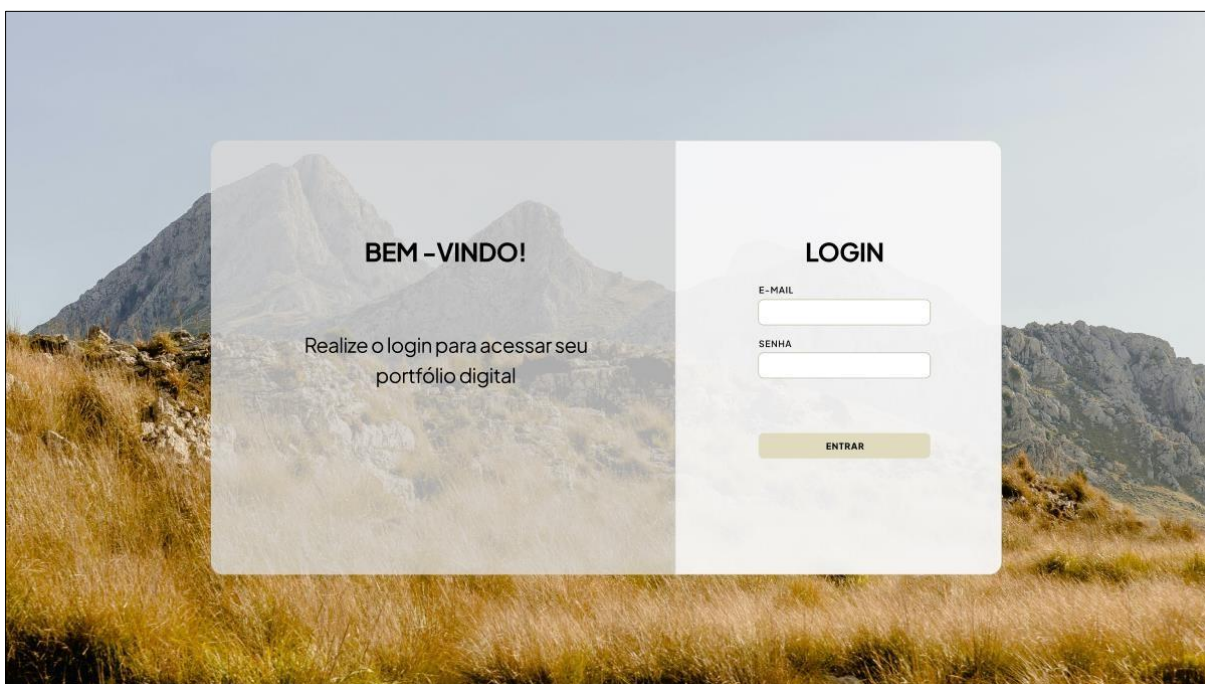 BEM -VINDO!
Realize o login para acessar seu
portfólio digital
LOGIN
E-MAIL
SENHA
ENTRAR